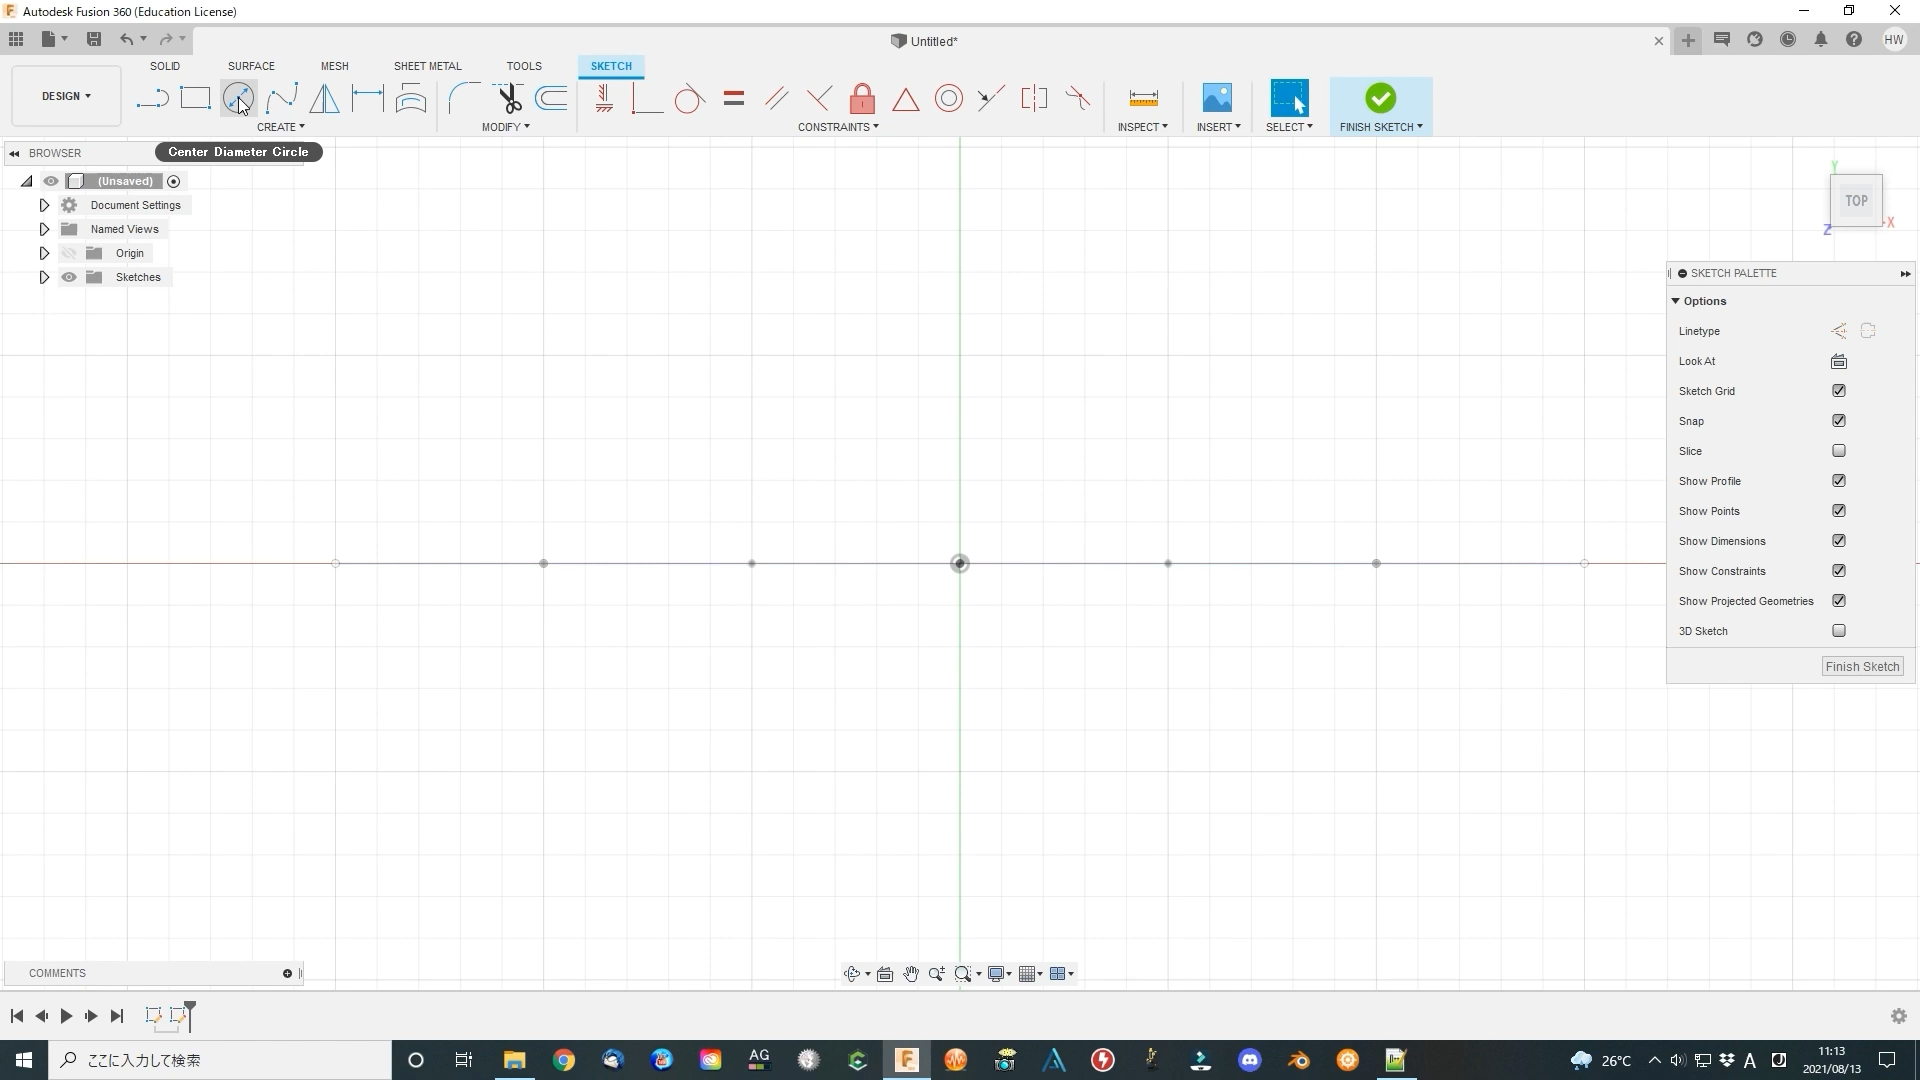 Autodesk Fusion 360 (Education License)
Untitled*
HW
DESIGN
SOLID
SURFACE
MESH
SHEET METAL
TOOLS
SKETCH
CREATE
MODIFY
CONSTRAINTS
INSPECT
INSERT
SELECT
FINISH SKETCH
BROWSER
Center Diameter Circle
(Unsaved)
Document Settings
Named Views
Origin
Sketches
Y
TOP
X
Z
SKETCH PALETTE
Options
Linetype
Look At
Sketch Grid
Snap
Slice
Show Profile
Show Points
Show Dimensions
Show Constraints
Show Projected Geometries
3D Sketch
Finish Sketch
COMMENTS
ここに入力して検索
AG
26°C
A
11:13
2021/08/13